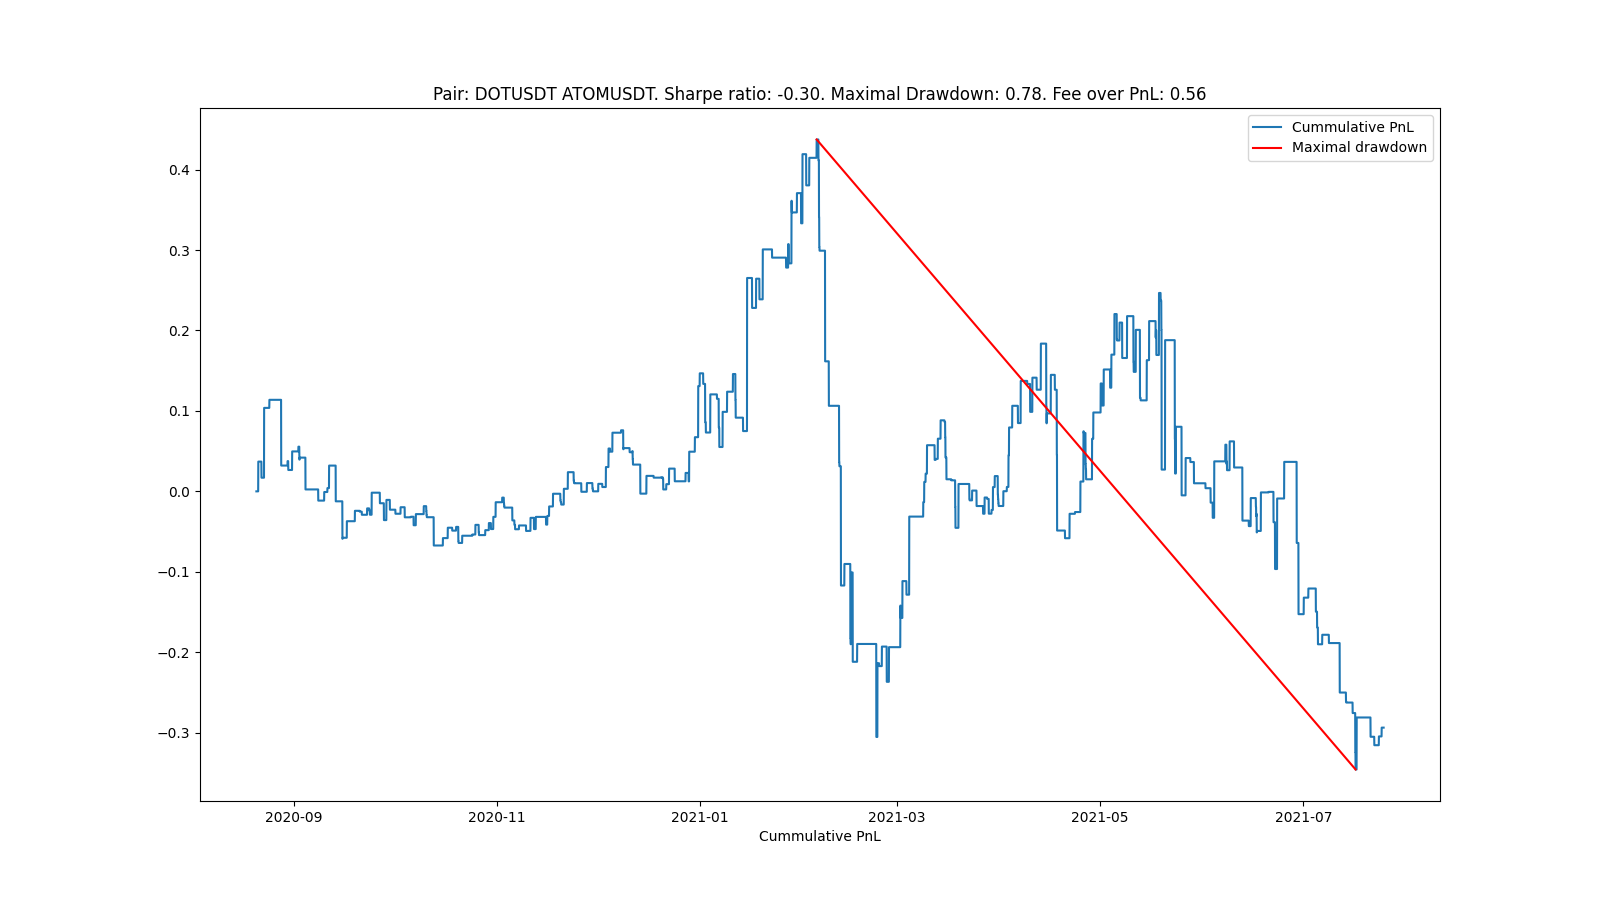 Pair: DOTUSDT ATOMUSDT. Sharpe ratio: -0.30. Maximal Drawdown: 0.78. Fee over PnL: 0.56
Cummulative PnL
Maximal drawdown
0.4
0.3
0.2
0.1
0.0
−0.1
−0.2
−0.3
2020-09 2020-11 2021-01 2021-03 2021-05 2021-07
Cummulative PnL